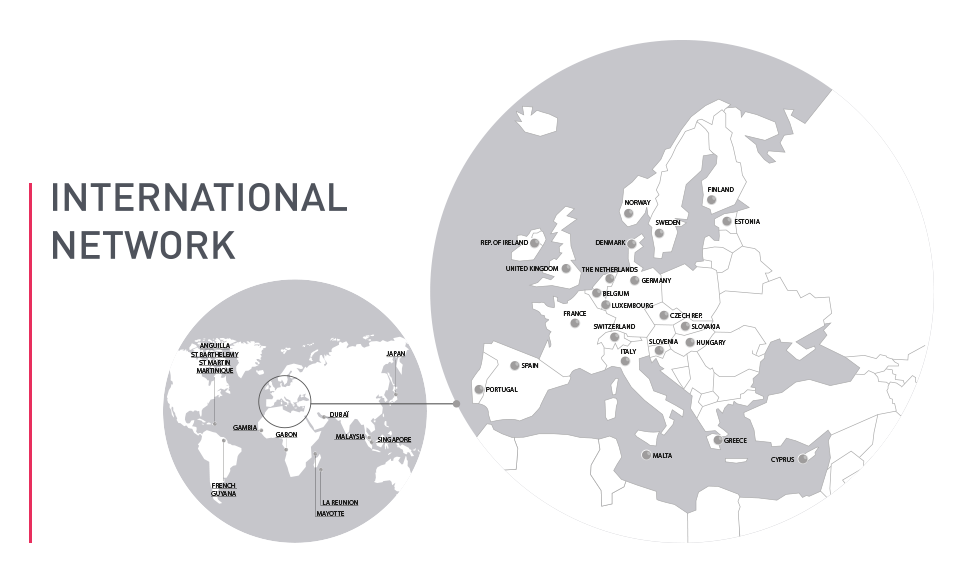 INTERNATIONAL
NETWORK
FINLAND
NORWAY
SWEDEN
ESTONIA
REP. OF IRELAND
DENMARK
UNITED KINGDOM
THE NETHERLANDS
GERMANY
BELGIUM
LUXEMBOURG
FRANCE
CZECH REP.
SWITZERLAND
SLOVAKIA
SLOVENIA
HUNGARY
ITALY
SPAIN
PORTUGAL
GREECE
MALTA
CYPRUS
ANGUILLA
ST BARTHELEMY
ST MARTIN
MARTINIQUE
JAPAN
DUBAÏ
GAMBIA
GABON
MALAYSIA
SINGAPORE
FRENCH
GUYANA
LA REUNION
MAYOTTE